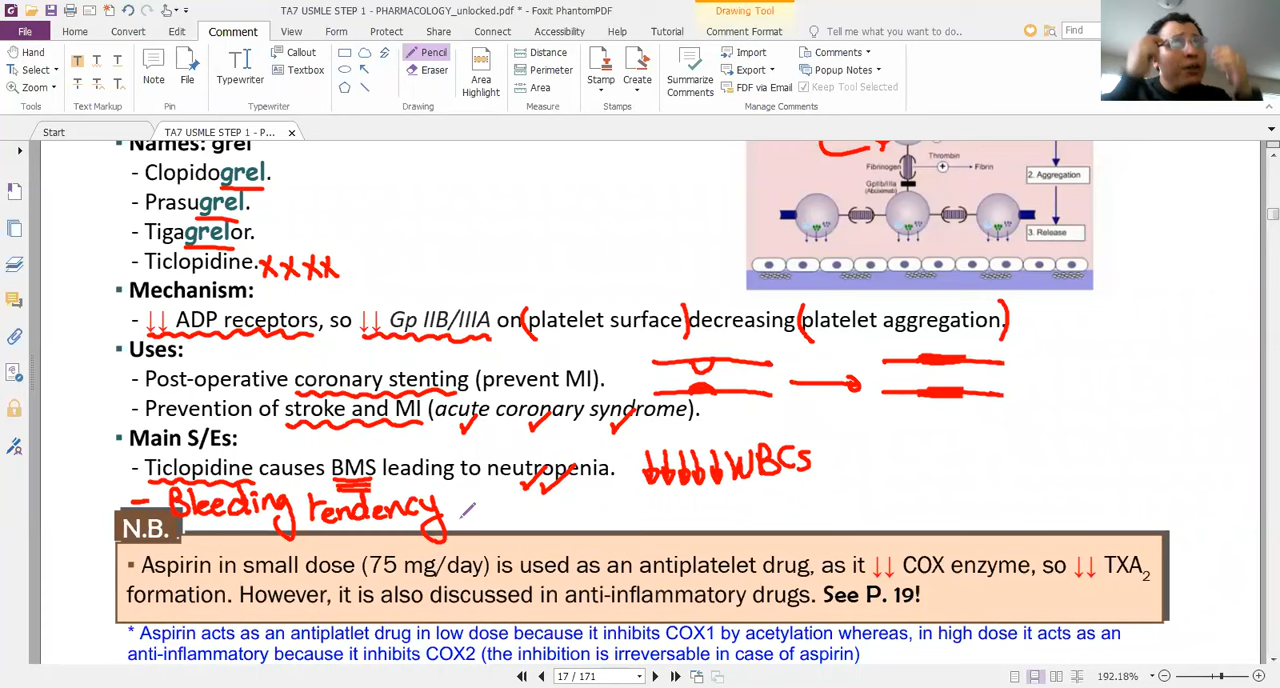 TA7 USMLE STEP 1 - PHARMACOLOGY_unlocked.pdf * - Foxit PhantomPDF
Drawing Tool
File Home Convert Edit Comment View Form Protect Share Connect Accessibility Help Tutorial Comment Format Tell me what you want to do.. Find
Hand
Select
Zoom
Tools
Text Markup
Note
File
Pin
Typewriter
Callout
Textbox
Typewriter
Pencil
Eraser
Drawing
Area Highlight
Distance
Perimeter
Area
Measure
Stamp
Create
Stamps
Summarize Comments
Import
Export
FDF via Email
Comments
Popup Notes
Keep Tool Selected
Manage Comments
Start
TA7 USMLE STEP 1 - P...
Names: grel
- Clopidogrel.
- Prasugrel.
- Tigagrelor.
- Ticlopidine. xxxx
Mechanism:
- ↓↓ ADP receptors, so ↓↓ Gp IIB/IIIA on (platelet surface) decreasing (platelet aggregation.)
Uses:
- Post-operative coronary stenting (prevent MI).
- Prevention of stroke and MI (acute coronary syndrome).
Main S/Es:
- Ticlopidine causes BMS leading to neutropenia. ↓↓↓↓↓ WBCs
- Bleeding tendency
Fibrinogen
Thrombin
Fibrin
GpIIb/IIIa
(Abciximab)
2. Aggregation
3. Release
N.B.
Aspirin in small dose (75 mg/day) is used as an antiplatelet drug, as it ↓↓ COX enzyme, so ↓↓ TXA2
formation. However, it is also discussed in anti-inflammatory drugs. See P. 19!
* Aspirin acts as an antiplatlet drug in low dose because it inhibits COX1 by acetylation whereas, in high dose it acts as an
anti-inflammatory because it inhibits COX2 (the inhibition is irreversable in case of aspirin)
17 / 171
192.18%